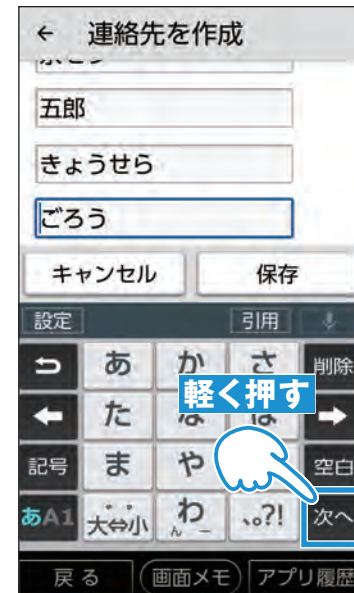 ← 連絡先を作成
五郎
きょうせら
ごろう
キャンセル 保存
設定 引用
あ か さ 削除
た な は
軽く押す
記号 ま や 空白
あA1 大⇔小 わ ん ー 、。?! 次へ
戻る 画面メモ アプリ履歴